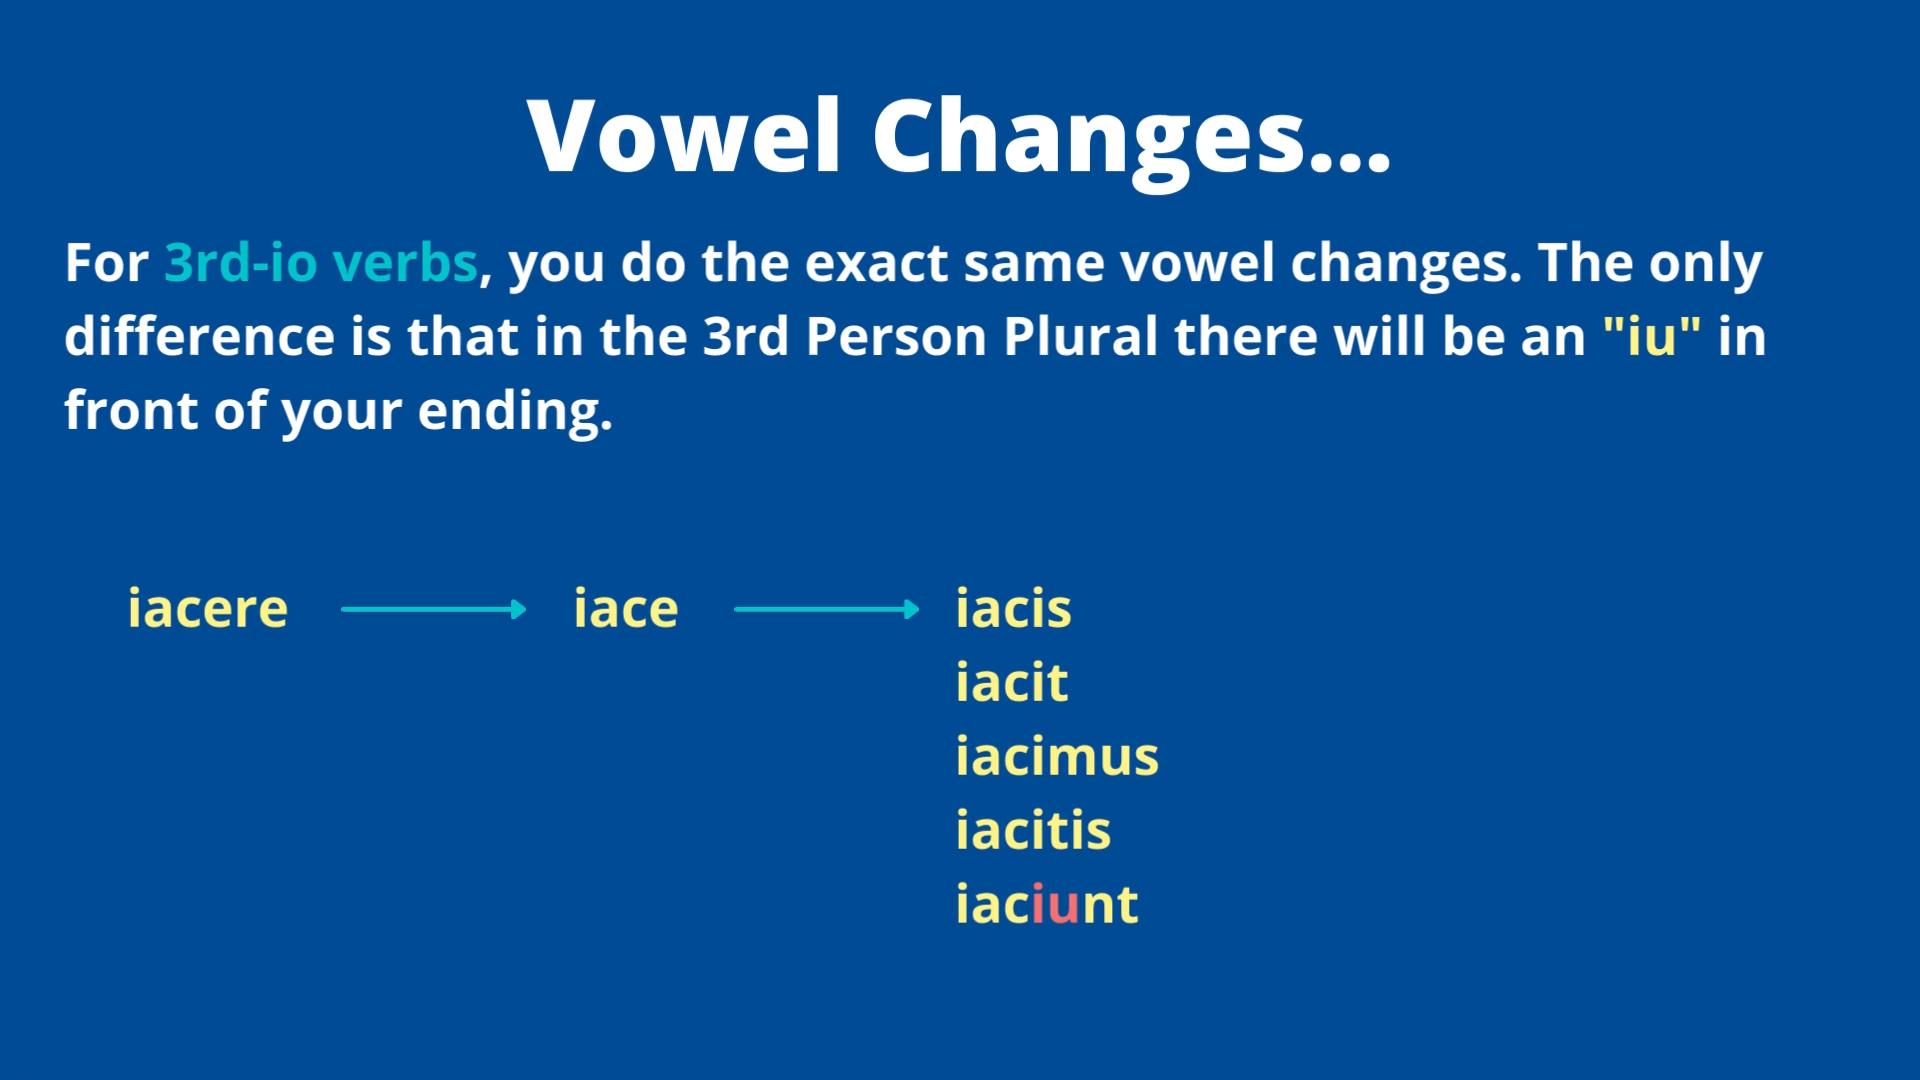 Vowel Changes...
For 3rd-io verbs, you do the exact same vowel changes. The only
difference is that in the 3rd Person Plural there will be an "iu" in
front of your ending.
iacere iace iacis
iacit
iacimus
iacitis
iaciunt